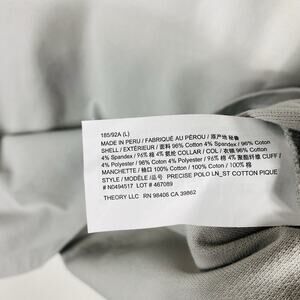 185/92A (L)
MADE IN PERU / FABRIQUÉ AU PÉROU / 原产地 秘鲁
SHELL / EXTÉRIEUR / 面料 96% Cotton 4% Spandex / 96% Coton
4% Spandex / 96% 棉 4% 氨纶 COLLAR / COL / 衣领 96% Cotton
4% Polyester / 96% Coton 4% Polyester / 96% 棉 4% 聚酯纤维 CUFF /
MANCHETTE / 袖口 100% Cotton / 100% Coton / 100% 棉
STYLE / MODÈLE / 品号 PRECISE POLO LN_ST COTTON PIQUE
# N0494517 LOT # 467089
THEORY LLC RN 98406 CA 39862